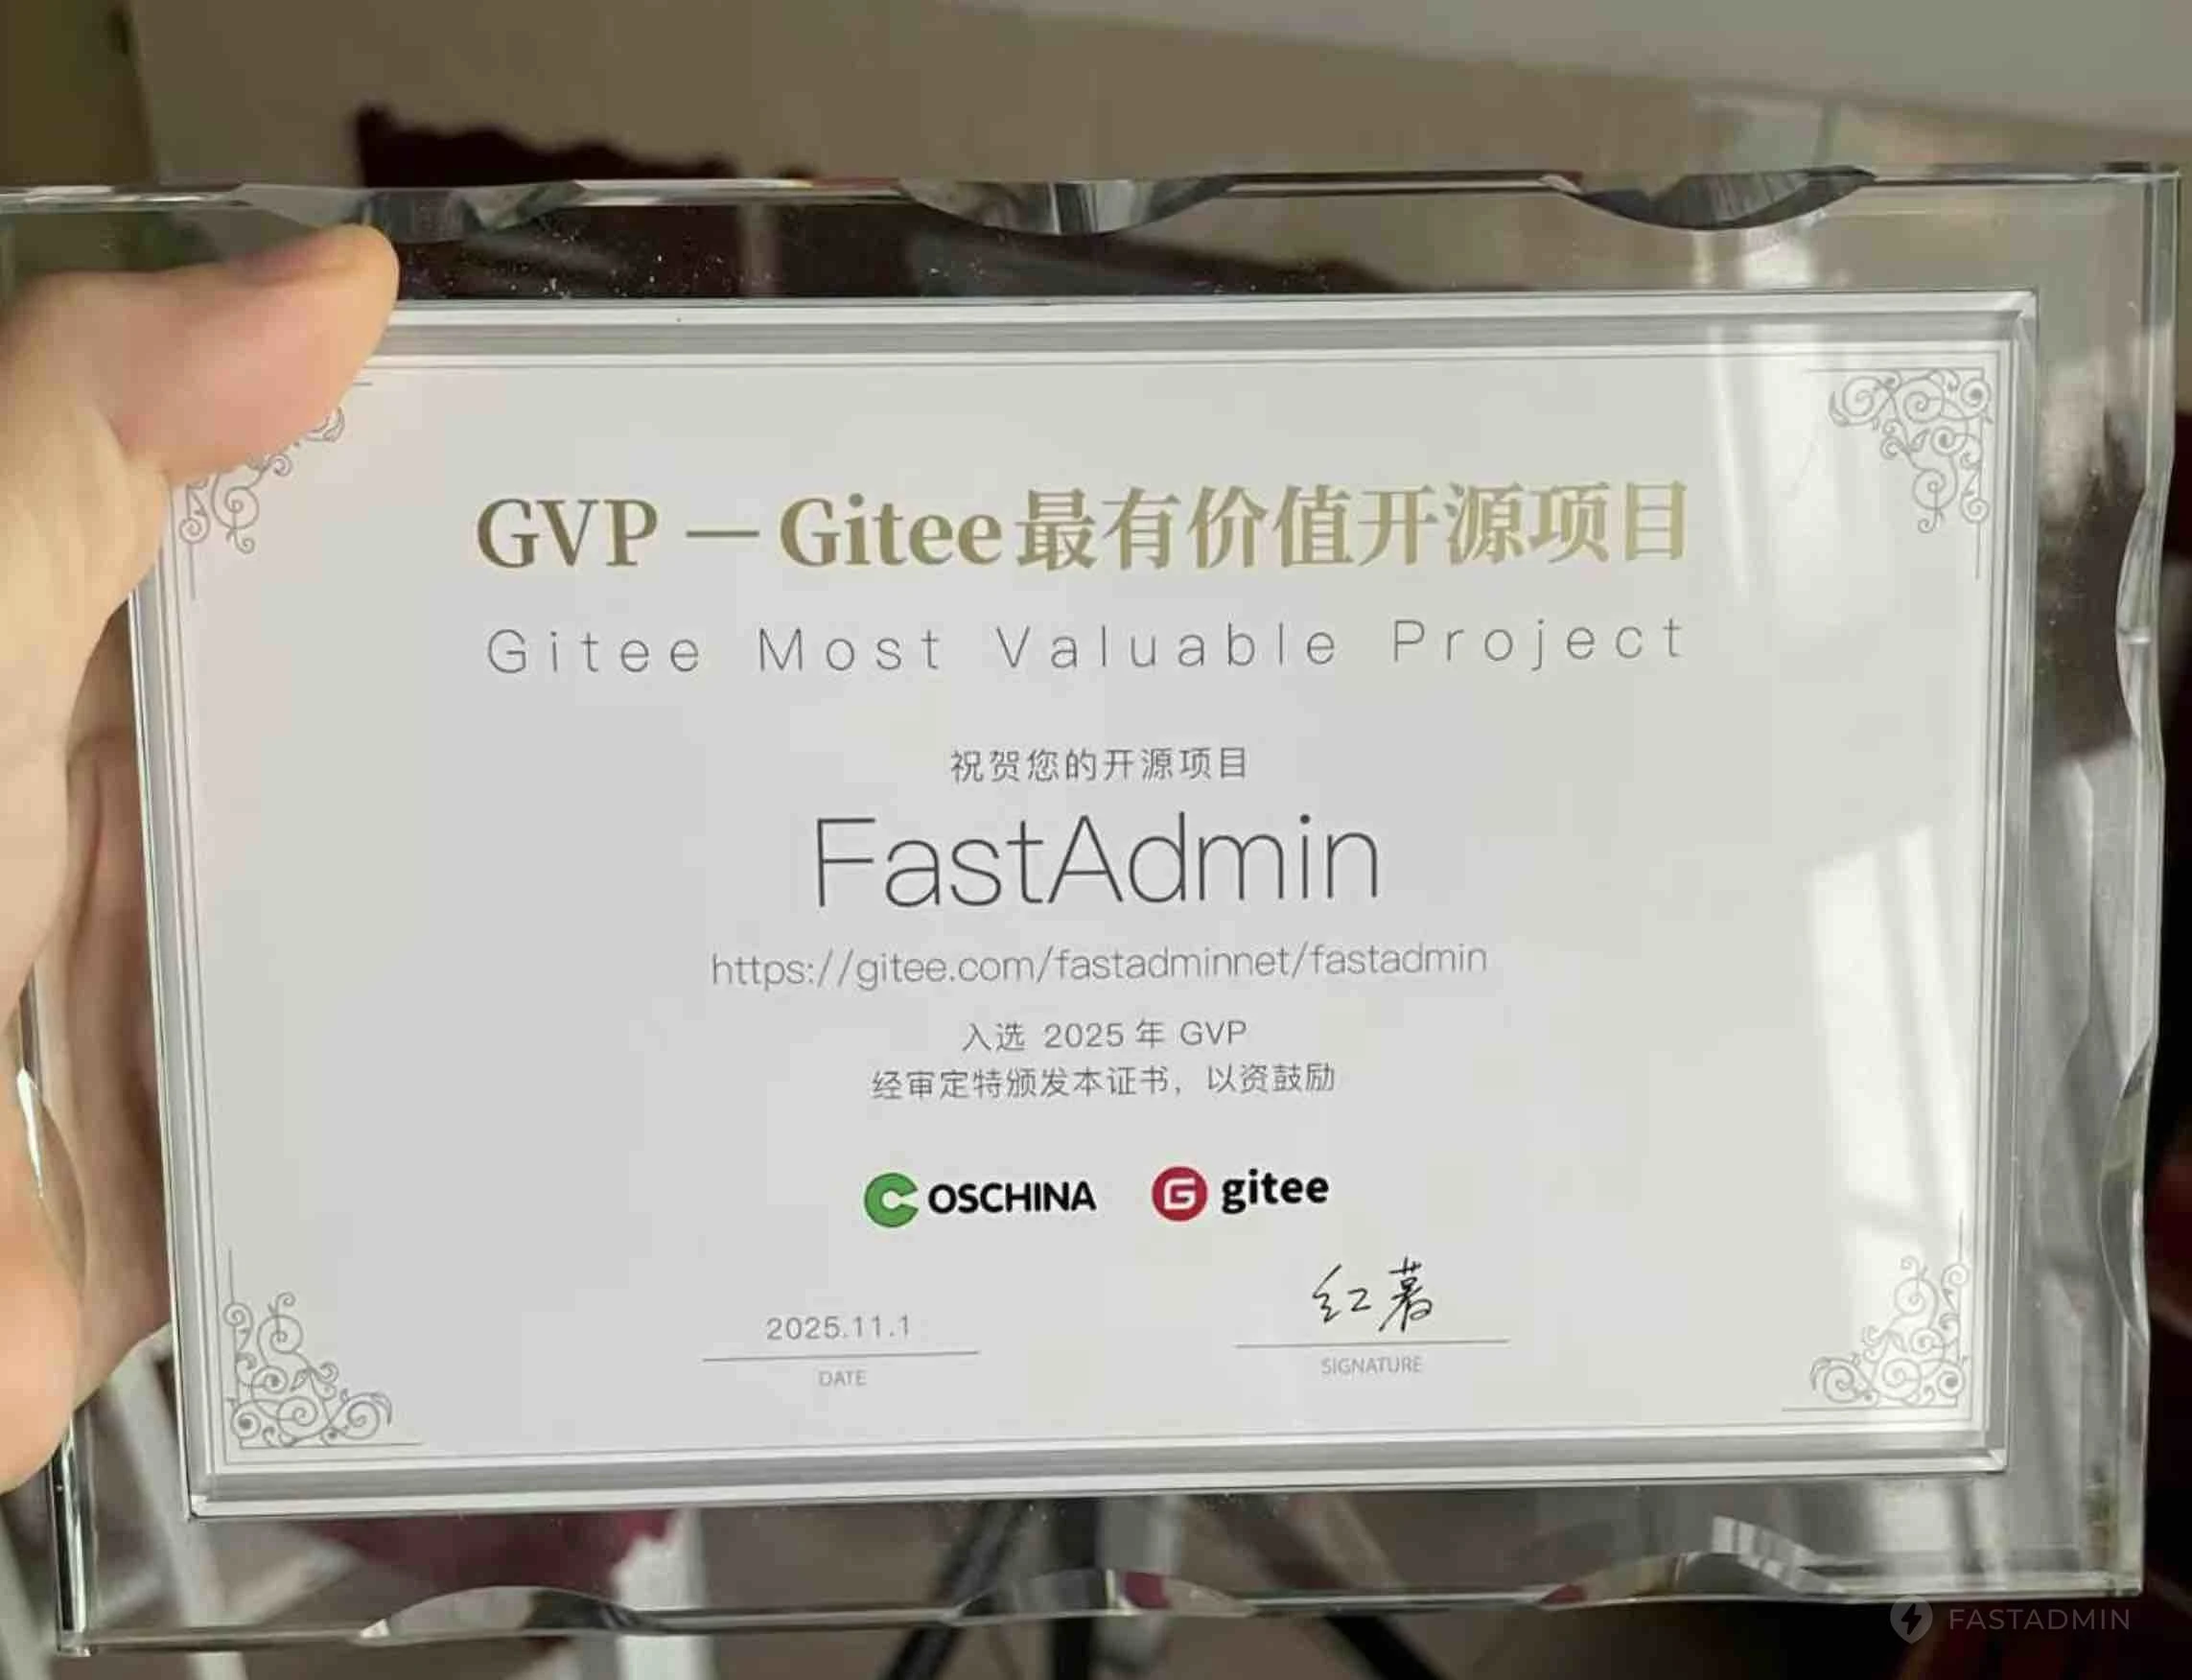 GVP — Gitee最有价值开源项目
Gitee Most Valuable Project
祝贺您的开源项目
FastAdmin
https://gitee.com/fastadminnet/fastadmin
入选 2025 年 GVP
经审定特颁发本证书，以资鼓励
OSCHINA gitee
2025.11.1 红薯
DATE SIGNATURE
FASTADMIN